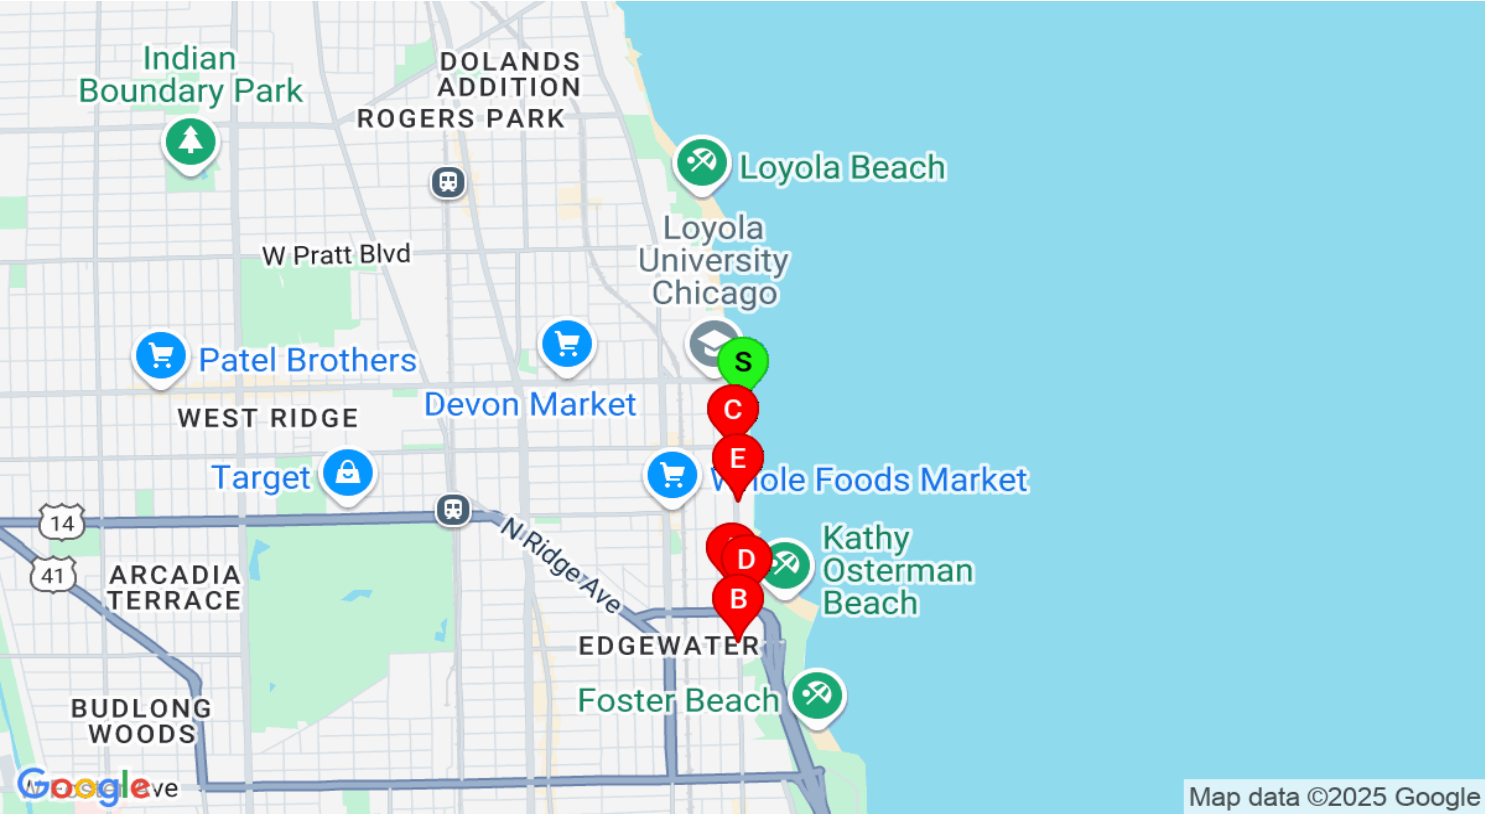 Indian
Boundary Park
DOLANDS
ADDITION
ROGERS PARK
Loyola Beach
Loyola
University
Chicago
W Pratt Blvd
Patel Brothers
S
Devon Market
C
WEST RIDGE
E
Target
Whole Foods Market
14
N Ridge Ave
Kathy
Osterman
Beach
D
41
ARCADIA
TERRACE
B
EDGEWATER
Foster Beach
BUDLONG
WOODS
Google
Ave
Map data ©2025 Google